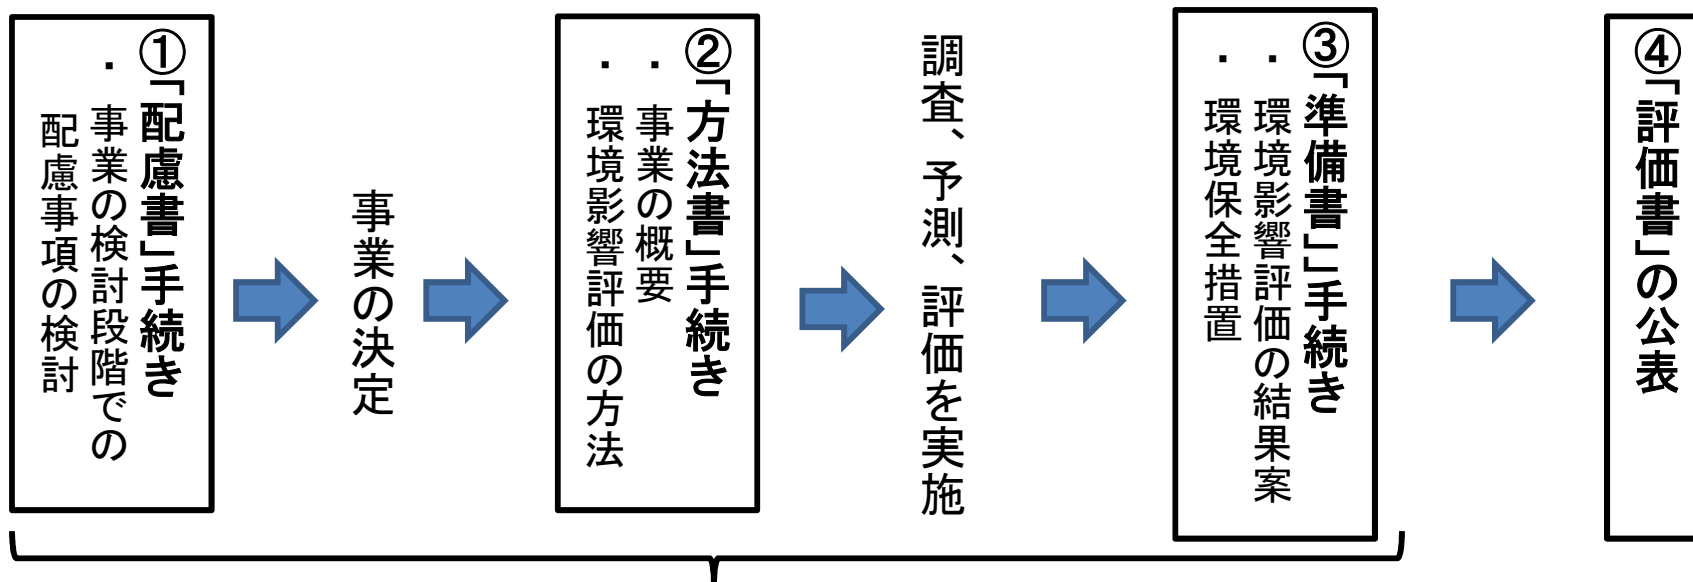 ①「配慮書」手続き
・事業の検討段階での
配慮事項の検討
事業の決定
②「方法書」手続き
・事業の概要
・環境影響評価の方法
調査、予測、評価を実施
③「準備書」」手続き
・環境影響評価の結果案
・環境保全措置
④「評価書」の公表